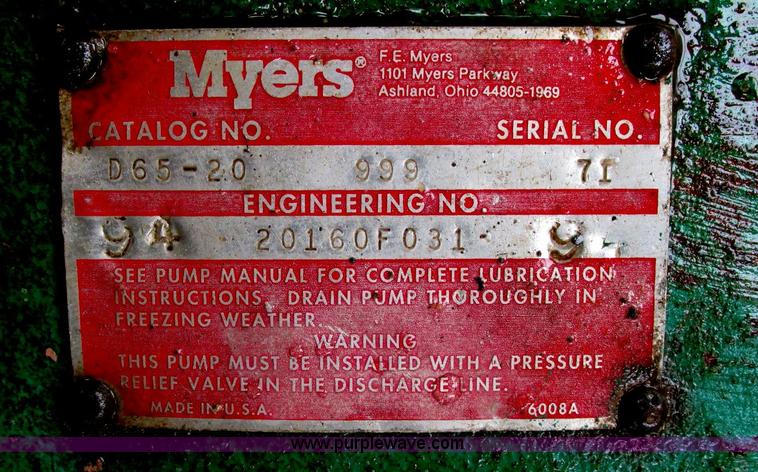 Myers®
F.E. Myers
1101 Myers Parkway
Ashland, Ohio 44805-1969
CATALOG NO. SERIAL NO.
D65-20 999 7I
ENGINEERING NO.
94 20160F031 9
SEE PUMP MANUAL FOR COMPLETE LUBRICATION
INSTRUCTIONS. DRAIN PUMP THOROUGHLY IN
FREEZING WEATHER.
WARNING
THIS PUMP MUST BE INSTALLED WITH A PRESSURE
RELIEF VALVE IN THE DISCHARGE LINE.
MADE IN U.S.A. 6008A
www.purplewave.com